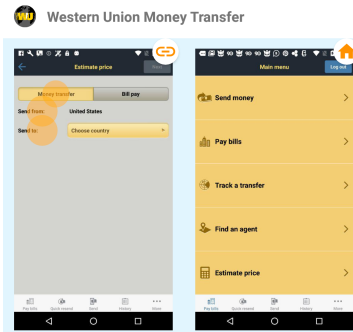 WU Western Union Money Transfer
Estimate price
Main menu
Log out
Money transfer Bill pay
Send from: United States
Send to: Choose country
Send money
Pay bills
Track a transfer
Find an agent
Estimate price
Pay bills Quick resend Send History More
Pay bills Quick resend Send History More